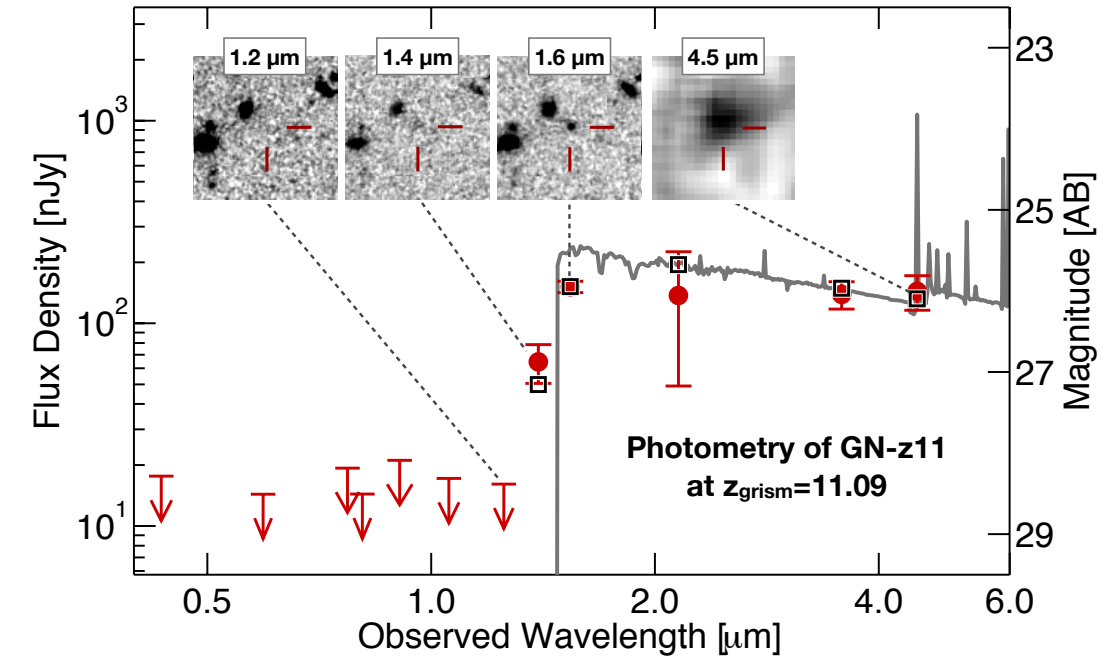 1.2 μm
1.4 μm
1.6 μm
4.5 μm
10³
10²
10¹
23
25
27
29
Flux Density [nJy]
Magnitude [AB]
Photometry of GN-z11
at z_grism=11.09
0.5
1.0
2.0
4.0
6.0
Observed Wavelength [μm]